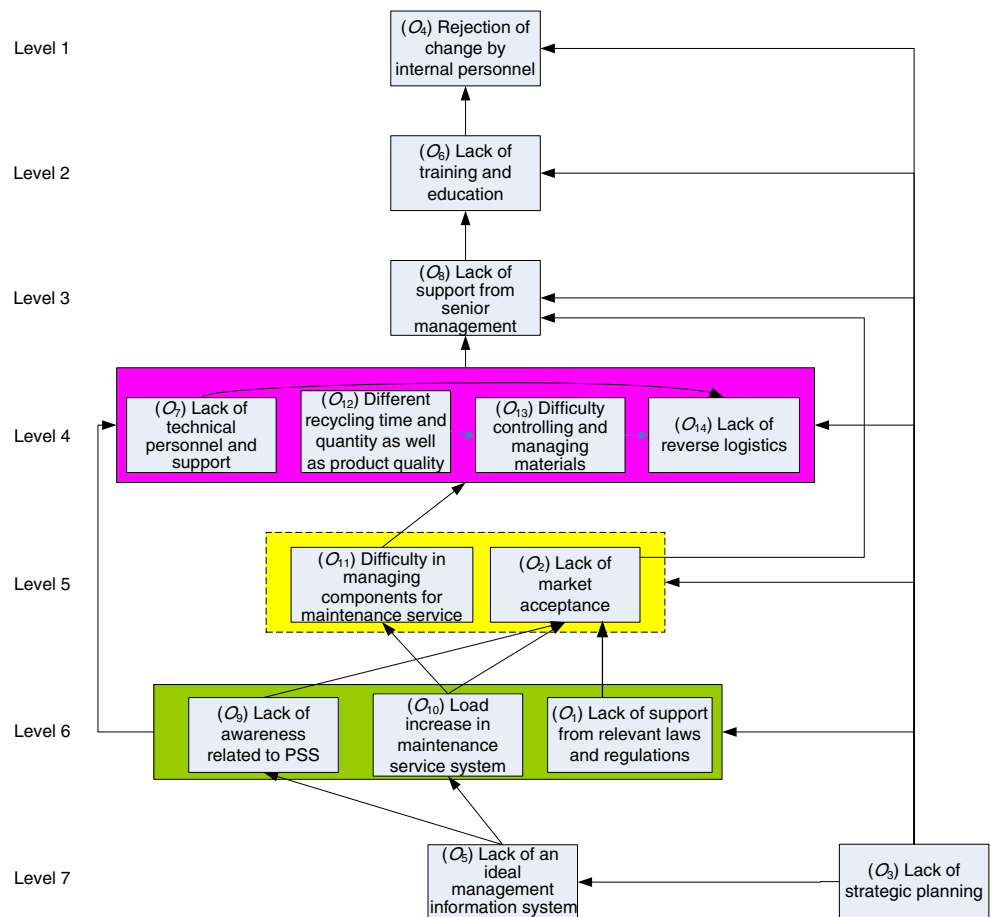 Level 1
(O₄) Rejection of
change by
internal personnel
Level 2
(O₆) Lack of
training and
education
Level 3
(O₈) Lack of
support from
senior
management
Level 4
(O₇) Lack of
technical
personnel and
support
(O₁₂) Different
recycling time and
quantity as well
as product quality
(O₁₃) Difficulty
controlling and
managing
materials
(O₁₄) Lack of
reverse logistics
Level 5
(O₁₁) Difficulty in
managing
components for
maintenance service
(O₂) Lack of
market
acceptance
Level 6
(O₉) Lack of
awareness
related to PSS
(O₁₀) Load
increase in
maintenance
service system
(O₁) Lack of support
from relevant laws
and regulations
Level 7
(O₅) Lack of an
ideal
management
information system
(O₃) Lack of
strategic planning